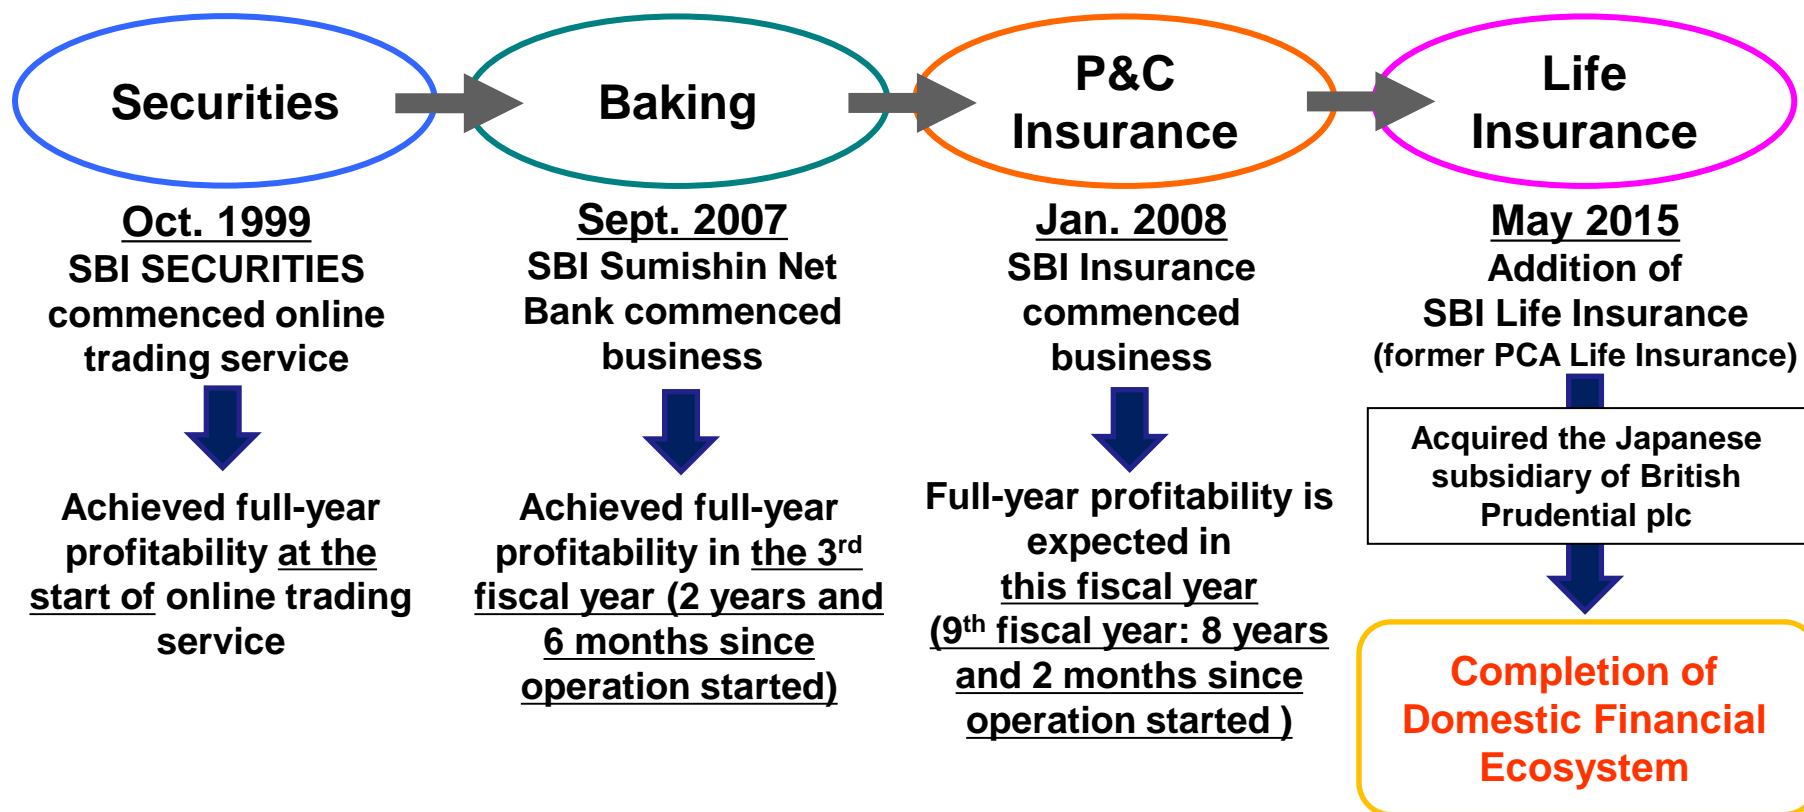 Securities
Oct. 1999
SBI SECURITIES
commenced online
trading service
Achieved full-year
profitability at the
start of online trading
service
Baking
Sept. 2007
SBI Sumishin Net
Bank commenced
business
Achieved full-year
profitability in the 3rd
fiscal year (2 years and
6 months since
operation started)
P&C
Insurance
Jan. 2008
SBI Insurance
commenced
business
Full-year profitability is
expected in
this fiscal year
(9th fiscal year: 8 years
and 2 months since
operation started )
Life
Insurance
May 2015
Addition of
SBI Life Insurance
(former PCA Life Insurance)
Acquired the Japanese
subsidiary of British
Prudential plc
Completion of
Domestic Financial
Ecosystem